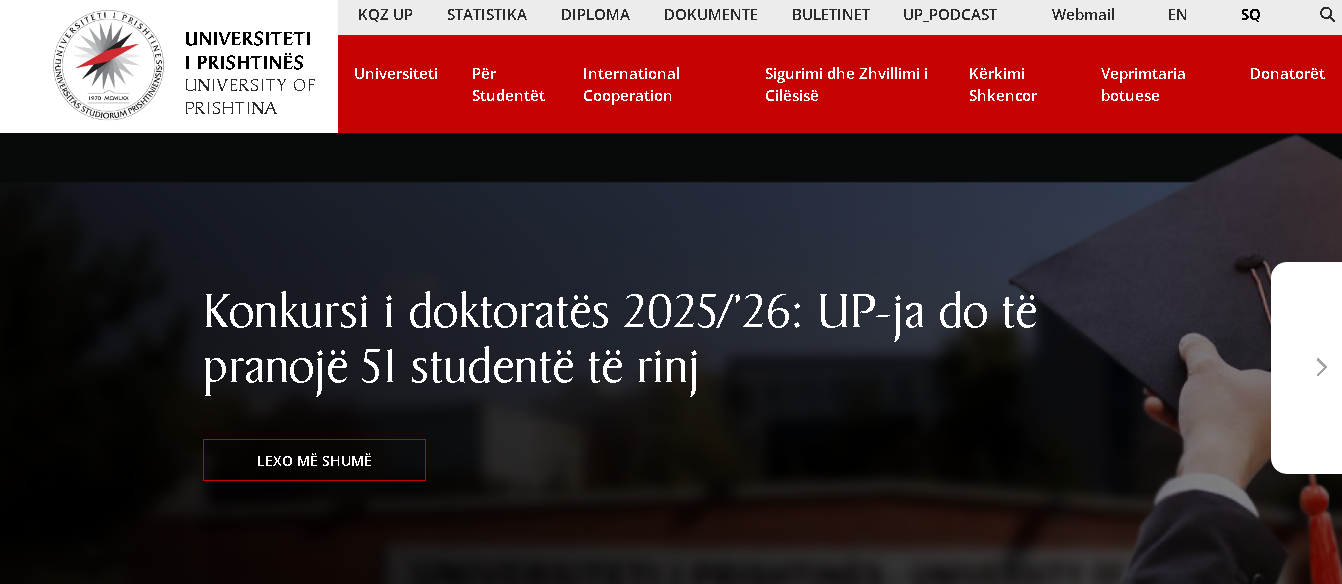 UNIVERSITETI I PRISHTINËS
UNIVERSITAS STUDIORUM PRISHTINIENSIS
1970 MCMLXX
UNIVERSITETI
I PRISHTINËS
UNIVERSITY OF
PRISHTINA
KQZ UP STATISTIKA DIPLOMA DOKUMENTE BULETINET UP_PODCAST Webmail EN SQ
Universiteti
Për
Studentët
International
Cooperation
Sigurimi dhe Zhvillimi i
Cilësisë
Kërkimi
Shkencor
Veprimtaria
botuese
Donatorët
Konkursi i doktoratës 2025/'26: UP-ja do të
pranojë 51 studentë të rinj
LEXO MË SHUMË